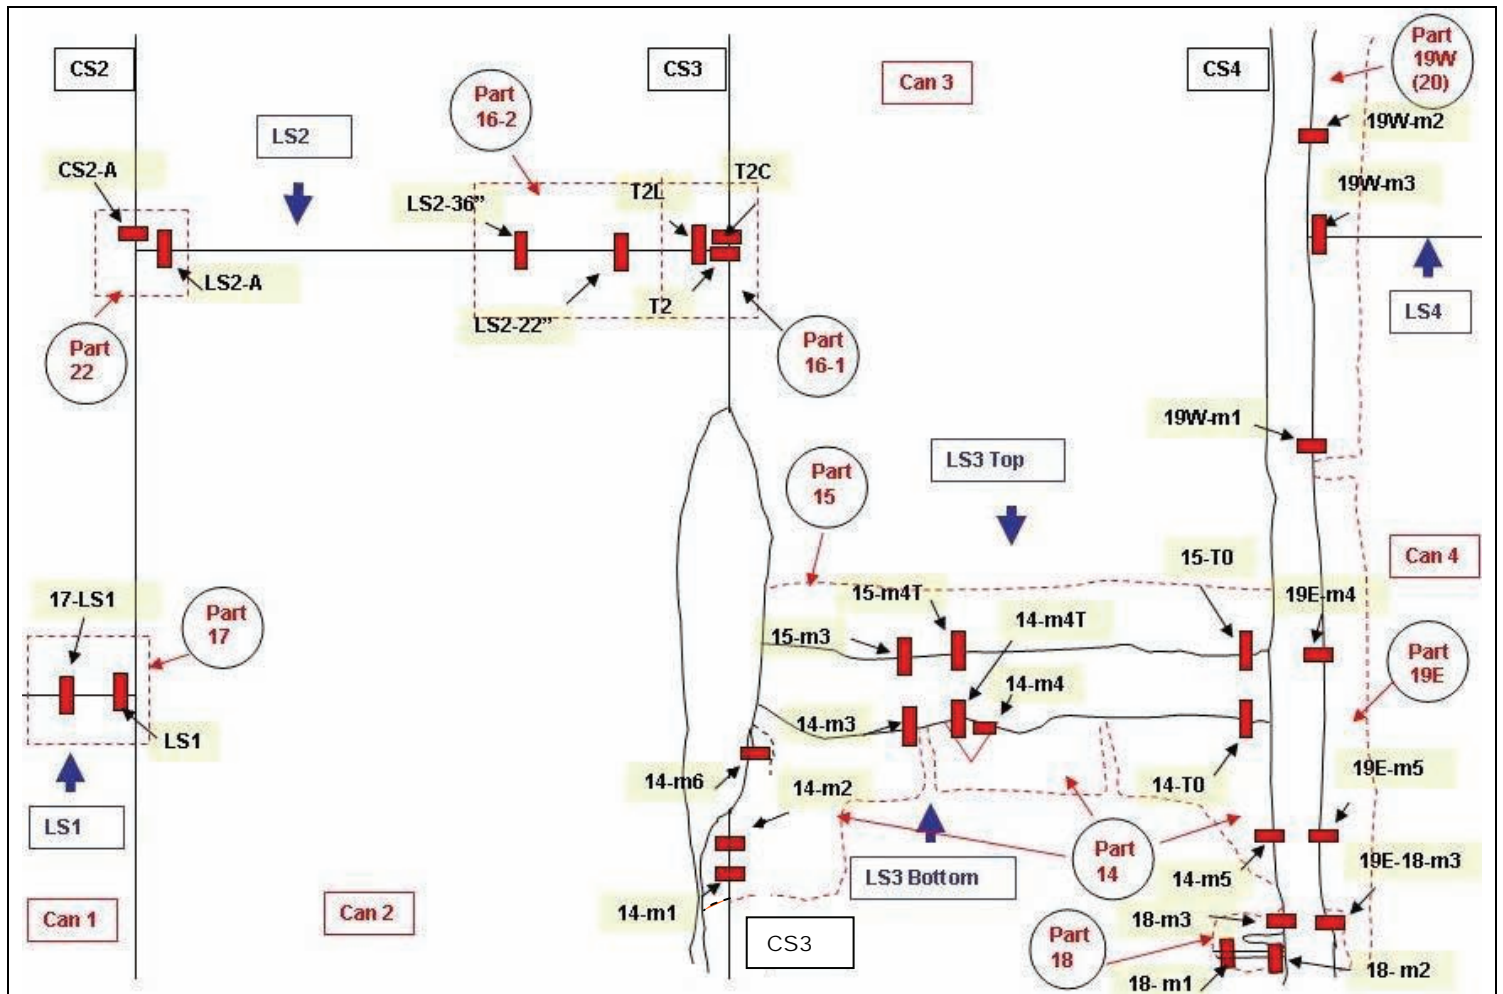 CS2
CS3
Can 3
CS4
Part
19W
(20)
Part
16-2
LS2
19W-m2
CS2-A
T2C
T2L
19W-m3
LS2-36”
LS2-A
T2
LS4
LS2-22”
Part
22
Part
16-1
19W-m1
LS3 Top
Part
15
15-T0
Can 4
17-LS1
15-m4T
19E-m4
Part
17
14-m4T
15-m3
Part
19E
14-m4
14-m3
LS1
14-m6
14-m2
14-T0
19E-m5
LS1
Part
14
19E-18-m3
LS3 Bottom
14-m5
Can 1
Can 2
14-m1
18-m3
CS3
Part
18
18- m1
18- m2